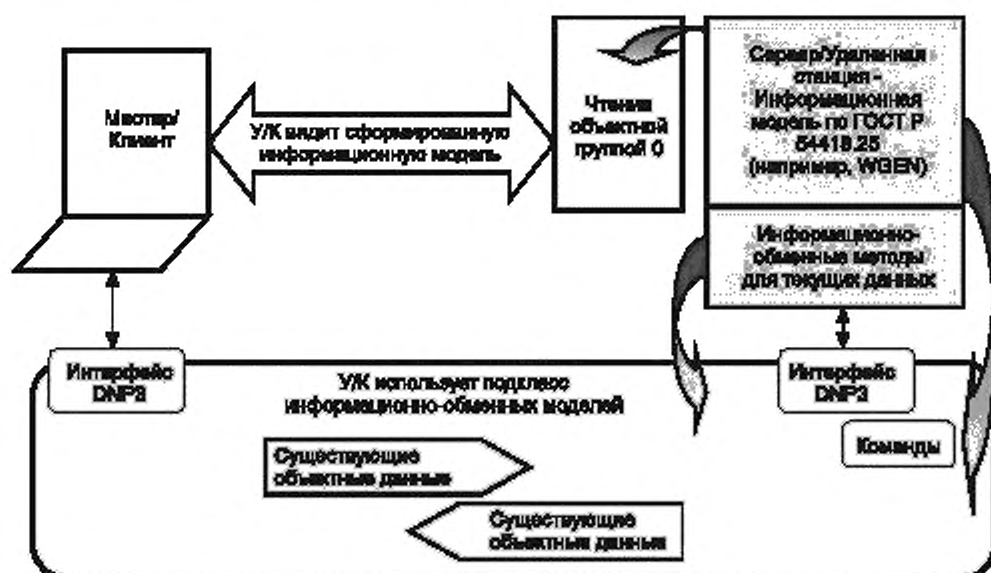 Мастер/
Клиент
У/К видит сформированную
информационную модель
Чтение
объектной
группой 0
Сервер/Удаленная
станция -
Информационная
модель по ГОСТ Р
54418.25
(например, WGEN)
Информационно-
обменные методы
для текущих данных
Интерфейс
DNP3
У/К использует подкласс
информационно-обменных моделей
Интерфейс
DNP3
Команды
Существующие
объектные данные
Существующие
объектные данные